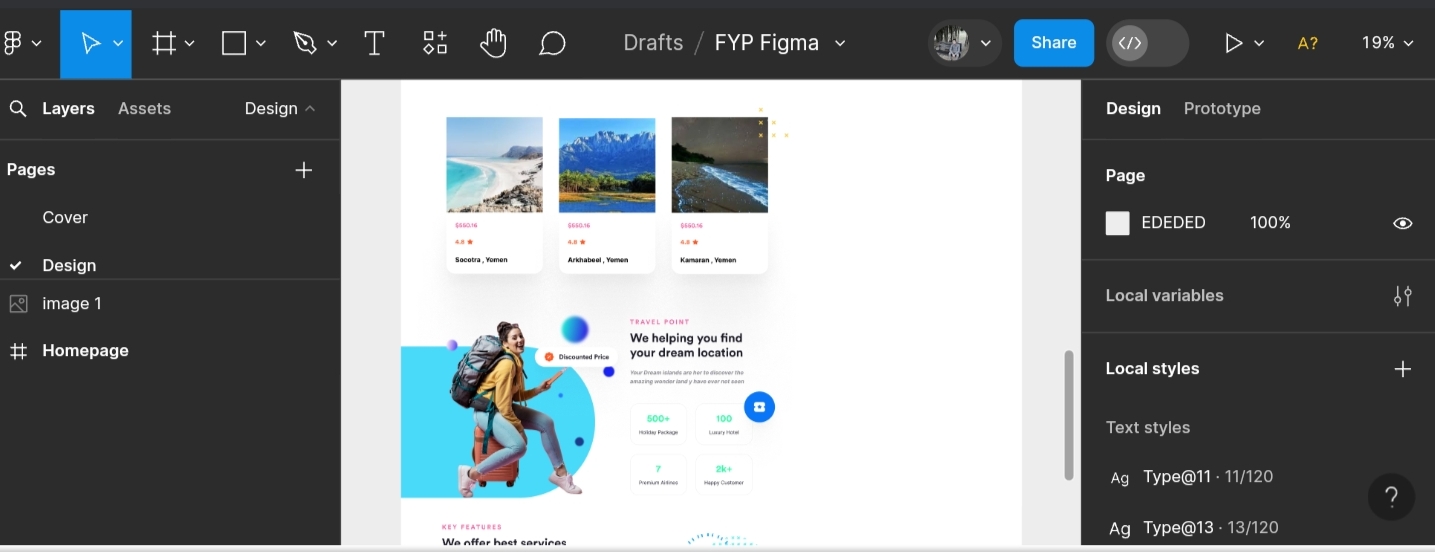 Drafts / FYP Figma
Share
A?
19%
Layers Assets Design
Pages
Cover
Design
image 1
Homepage
$550.16 $550.16 $550.16
4.8 4.8 4.8
Socotra , Yemen Arkhabeel , Yemen Kamaran , Yemen
TRAVEL POINT
We helping you find
your dream location
Discounted Price
Your Dream islands are her to discover the
amazing wonder land y have ever not seen
500+ 100
Holiday Package Luxury Hotel
7 2k+
Premium Airlines Happy Customer
KEY FEATURES
We offer best services
Design Prototype
Page
EDEDED 100%
Local variables
Local styles
Text styles
Ag Type@11 · 11/120
Ag Type@13 · 13/120
?